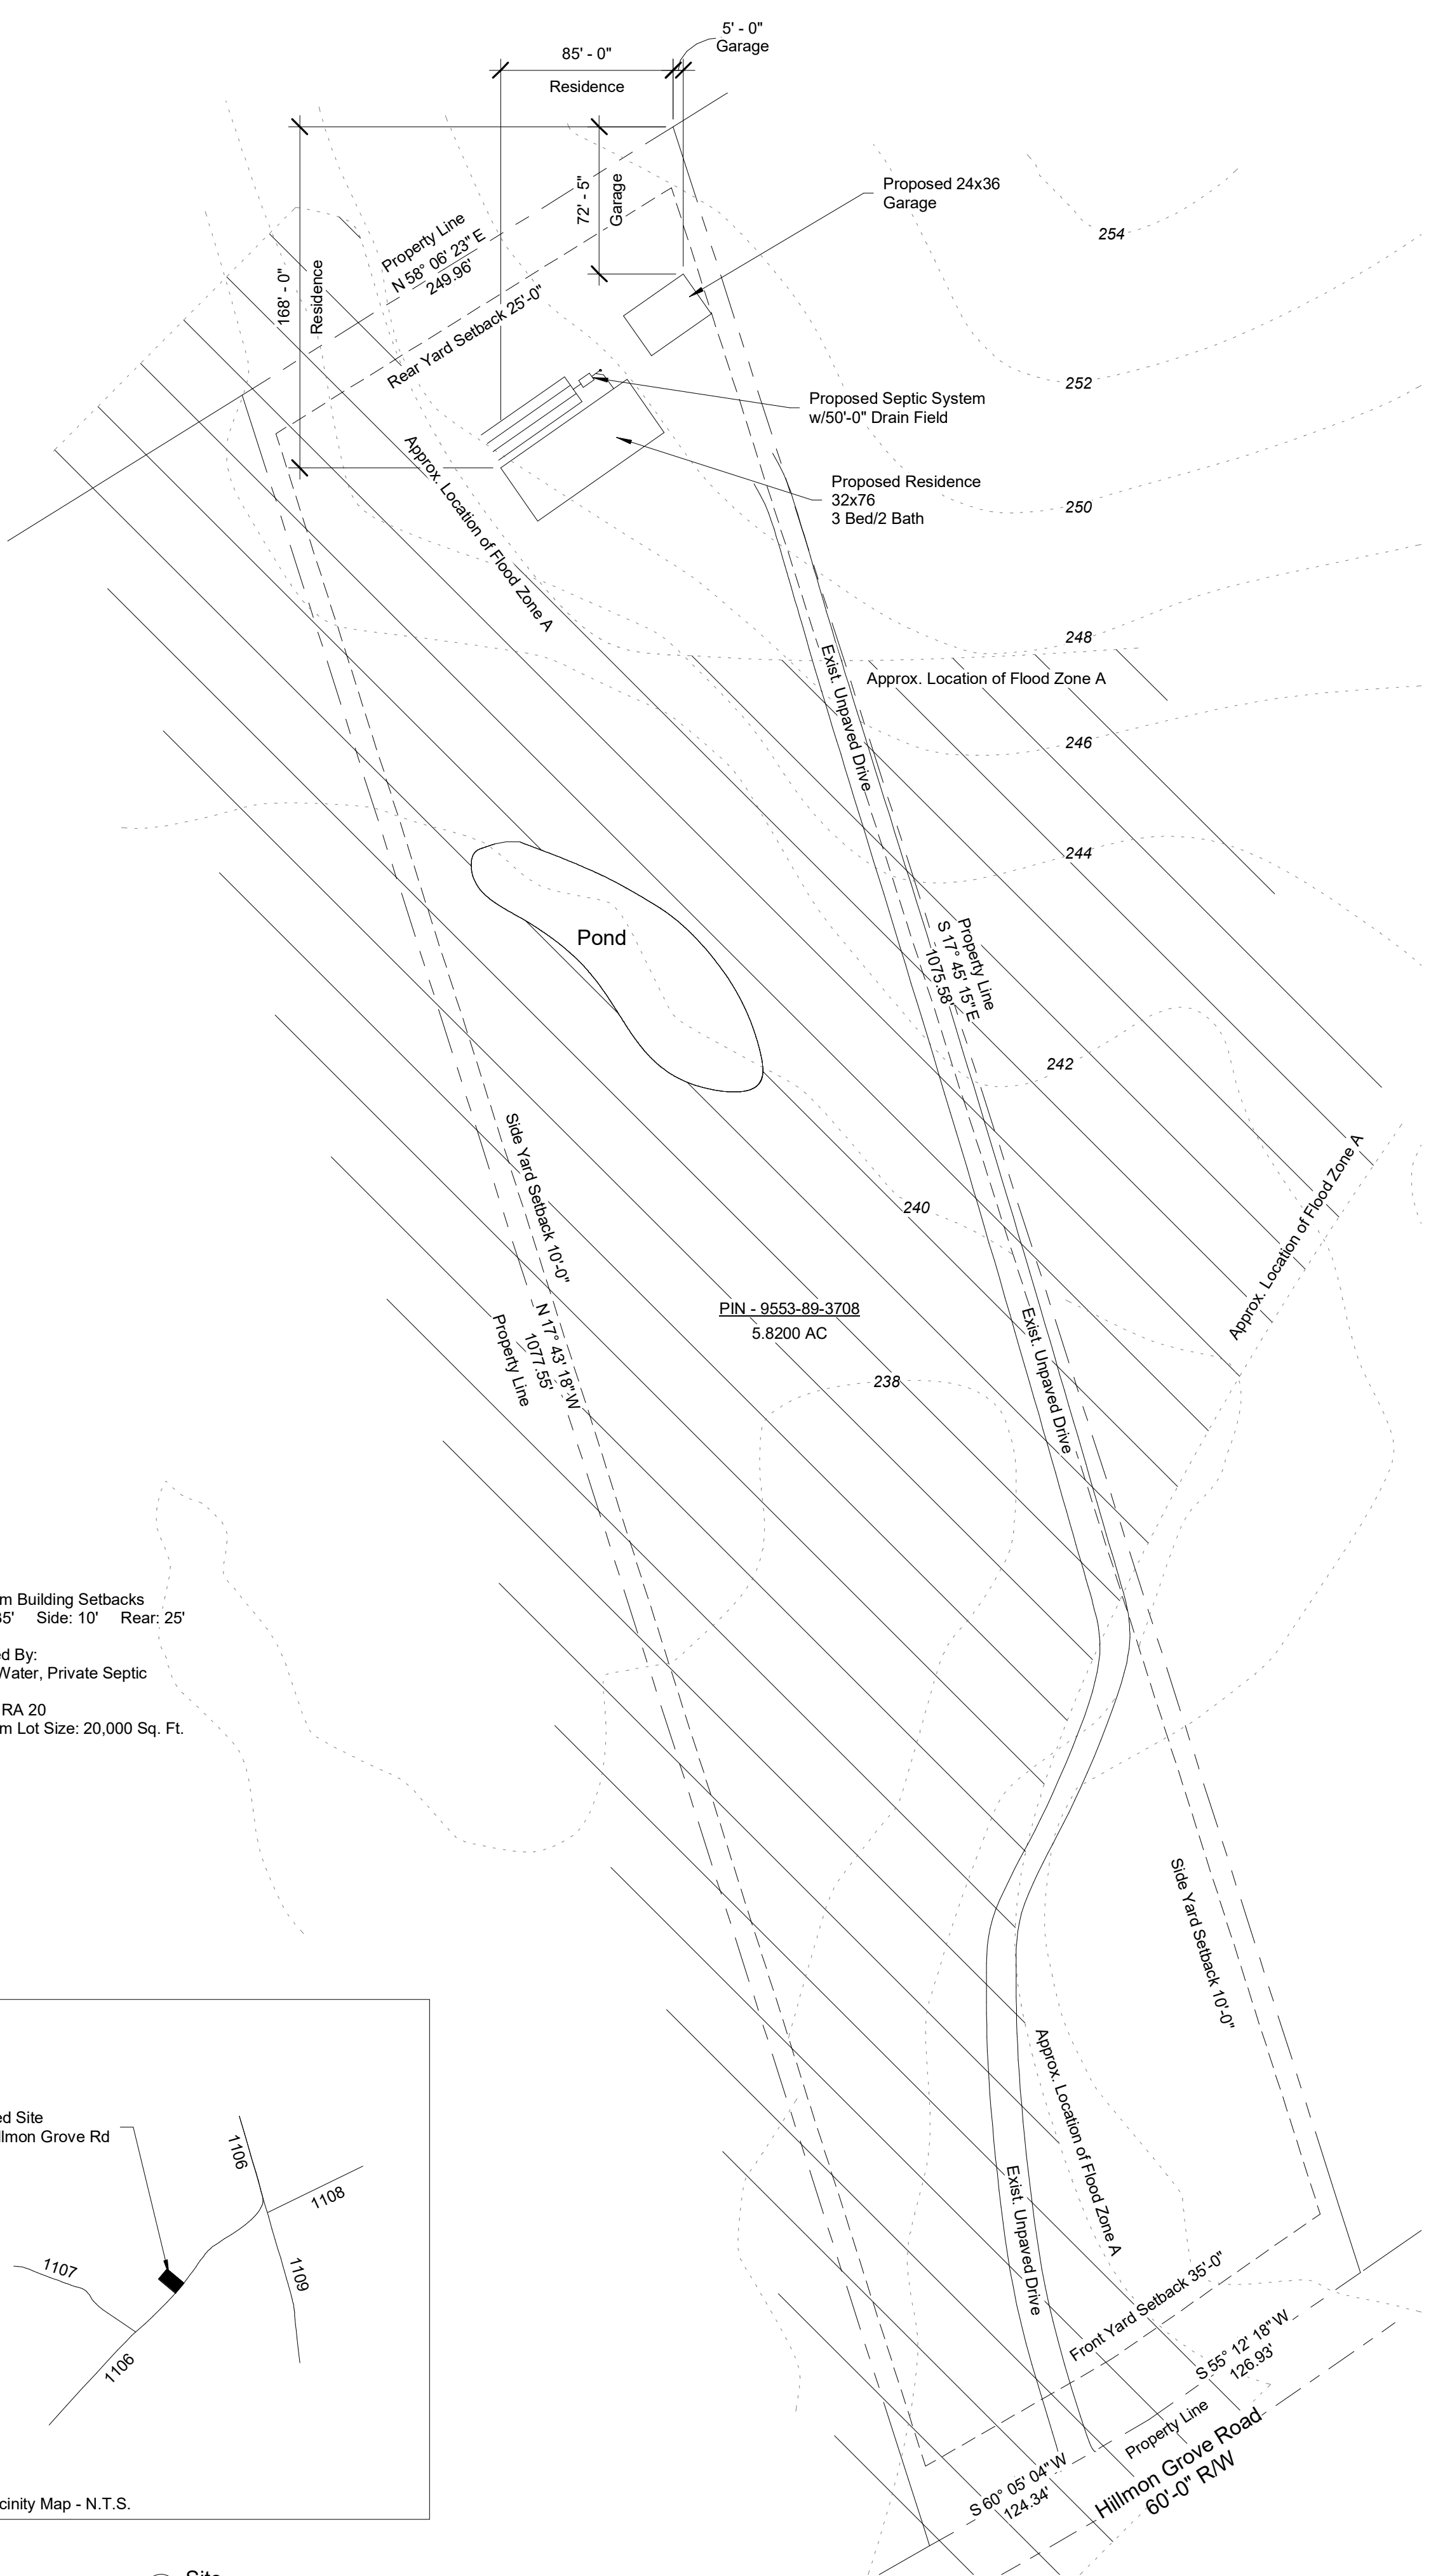 5' - 0"
Garage
85' - 0"
Residence
72' - 5"
Garage
168' - 0"
Residence
Property Line
N 58° 06' 23" E
249.96'
Rear Yard Setback 25'-0"
Proposed 24x36
Garage
254
252
Proposed Septic System
w/50'-0" Drain Field
Proposed Residence
32x76
3 Bed/2 Bath
250
Approx. Location of Flood Zone A
248
Exist. Unpaved Drive
Approx. Location of Flood Zone A
246
244
Pond
Property Line
S 17° 45' 15" E
1075.58'
242
Side Yard Setback 10'-0"
Approx. Location of Flood Zone A
240
PIN - 9553-89-3708
5.8200 AC
N 17° 43' 18" W
1077.55'
Property Line
Exist. Unpaved Drive
238
m Building Setbacks
35' Side: 10' Rear: 25'
ed By:
Water, Private Septic
RA 20
m Lot Size: 20,000 Sq. Ft.
Side Yard Setback 10'-0"
Approx. Location of Flood Zone A
Exist. Unpaved Drive
Front Yard Setback 35'-0"
S 55° 12' 18" W
126.93'
Property Line
S 60° 05' 04" W
124.34'
Hillmon Grove Road
60'-0" R/W
ed Site
llmon Grove Rd
1106
1108
1107
1109
1106
cinity Map - N.T.S.
Site